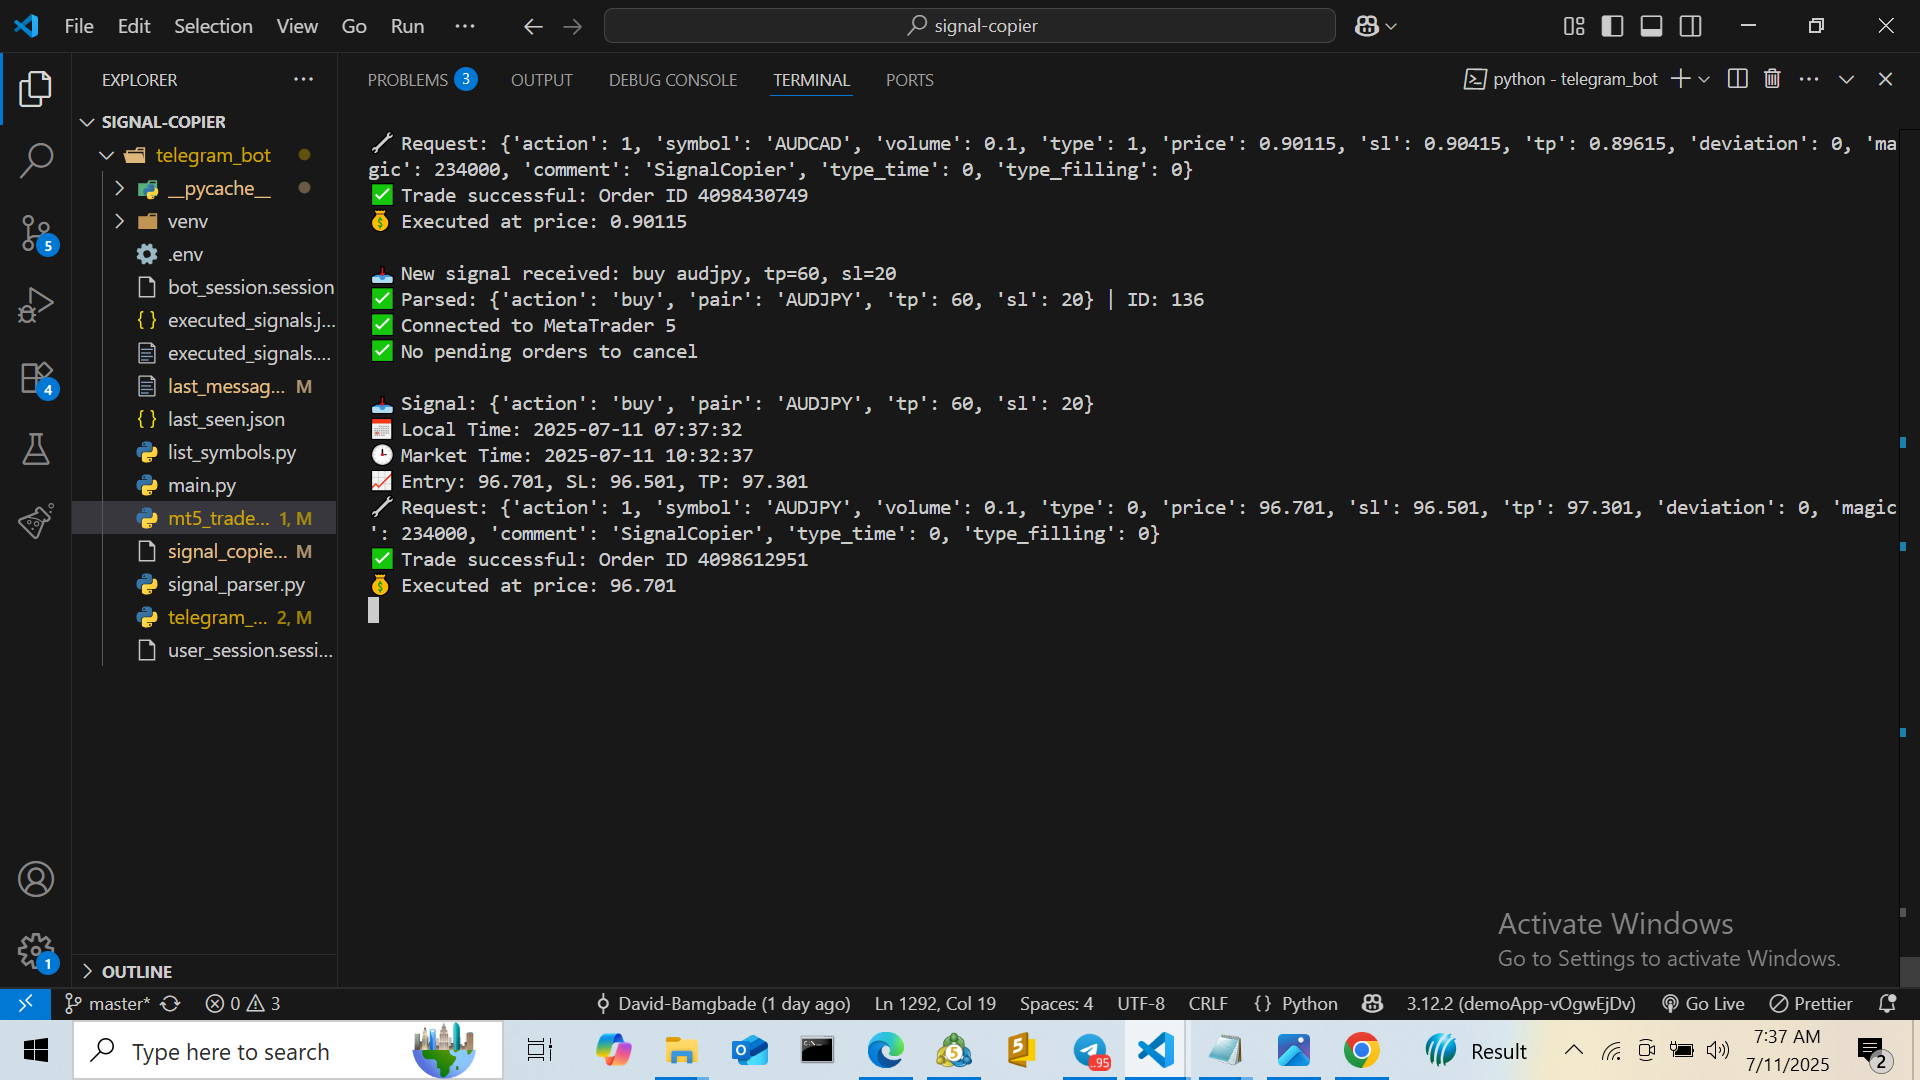 File Edit Selection View Go Run ···
signal-copier
EXPLORER ···
PROBLEMS 3 OUTPUT DEBUG CONSOLE TERMINAL PORTS
python - telegram_bot
SIGNAL-COPIER
telegram_bot
__pycache__
venv
.env
bot_session.session
executed_signals.j...
executed_signals....
last_messag... M
last_seen.json
list_symbols.py
main.py
mt5_trade... 1, M
signal_copie... M
signal_parser.py
telegram_... 2, M
user_session.sessi...
OUTLINE
5
4
1
🔧 Request: {'action': 1, 'symbol': 'AUDCAD', 'volume': 0.1, 'type': 1, 'price': 0.90115, 'sl': 0.90415, 'tp': 0.89615, 'deviation': 0, 'ma
gic': 234000, 'comment': 'SignalCopier', 'type_time': 0, 'type_filling': 0}
✅ Trade successful: Order ID 4098430749
💰 Executed at price: 0.90115
📥 New signal received: buy audjpy, tp=60, sl=20
✅ Parsed: {'action': 'buy', 'pair': 'AUDJPY', 'tp': 60, 'sl': 20} | ID: 136
✅ Connected to MetaTrader 5
✅ No pending orders to cancel
📥 Signal: {'action': 'buy', 'pair': 'AUDJPY', 'tp': 60, 'sl': 20}
📅 Local Time: 2025-07-11 07:37:32
🕒 Market Time: 2025-07-11 10:32:37
📈 Entry: 96.701, SL: 96.501, TP: 97.301
🔧 Request: {'action': 1, 'symbol': 'AUDJPY', 'volume': 0.1, 'type': 0, 'price': 96.701, 'sl': 96.501, 'tp': 97.301, 'deviation': 0, 'magic
': 234000, 'comment': 'SignalCopier', 'type_time': 0, 'type_filling': 0}
✅ Trade successful: Order ID 4098612951
💰 Executed at price: 96.701
Activate Windows
Go to Settings to activate Windows.
master* 0 3 David-Bamgbade (1 day ago) Ln 1292, Col 19 Spaces: 4 UTF-8 CRLF {} Python 3.12.2 (demoApp-vOgwEjDv) Go Live Prettier
Type here to search
5
..95
Result
7:37 AM
7/11/2025
2